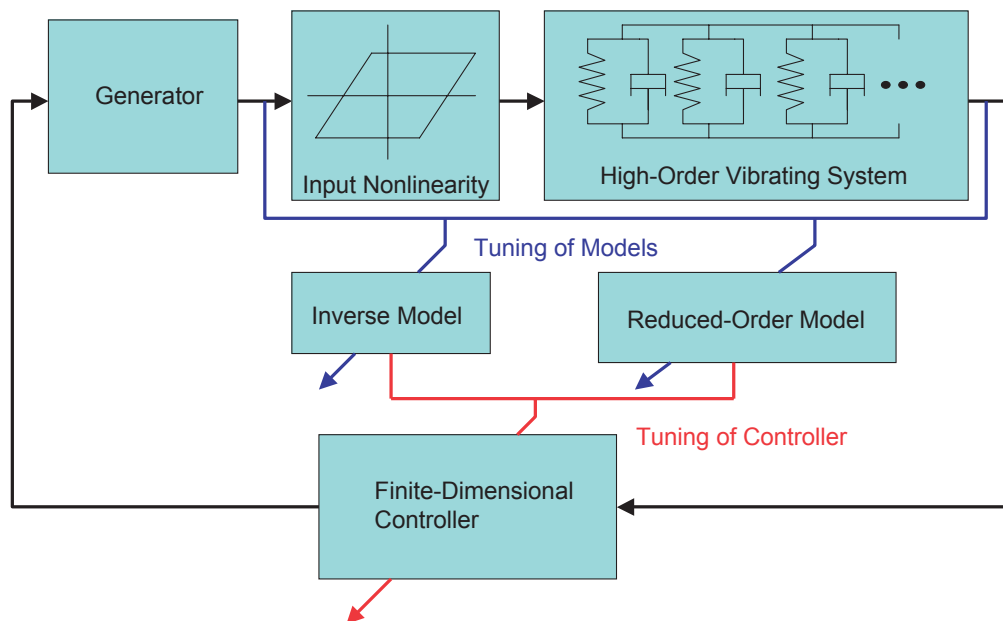 Generator
Input Nonlinearity
High-Order Vibrating System
Tuning of Models
Inverse Model
Reduced-Order Model
Tuning of Controller
Finite-Dimensional
Controller